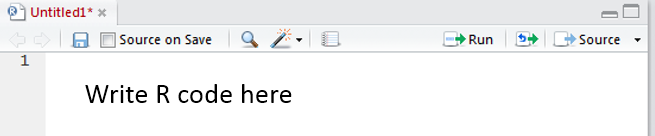 Untitled1*
Source on Save Run Source
1
Write R code here